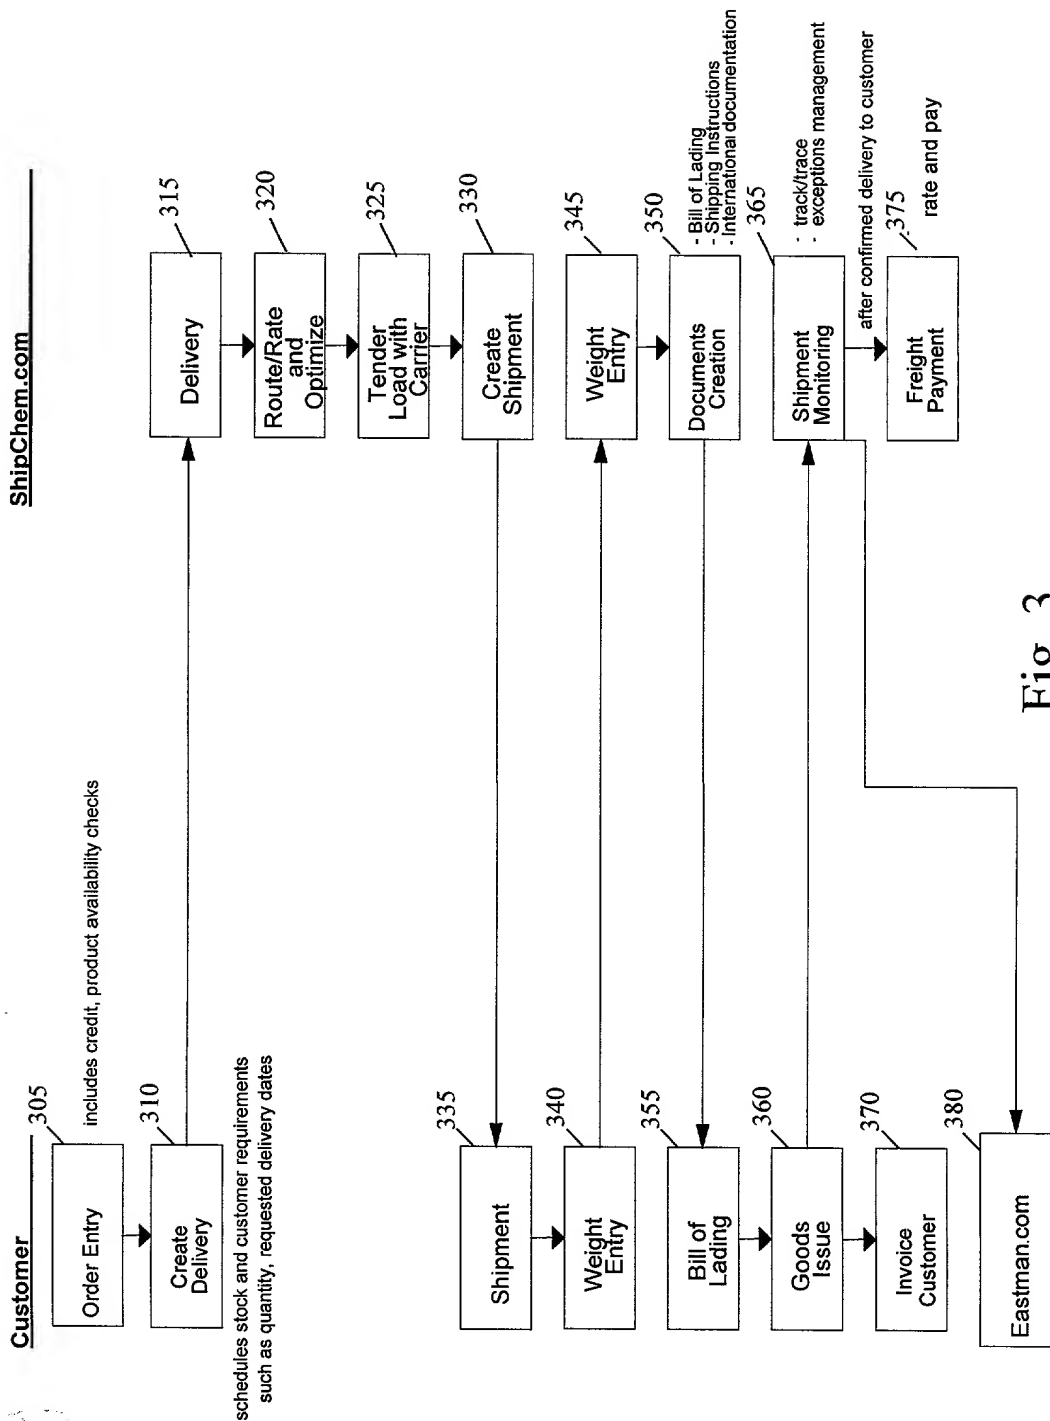 Customer
ShipChem.com
305
Order Entry
includes credit, product availability checks
310
Create
Delivery
schedules stock and customer requirements
such as quantity, requested delivery dates
315
Delivery
320
Route/Rate
and
Optimize
325
Tender
Load with
Carrier
330
Create
Shipment
335
Shipment
340
Weight
Entry
345
Weight
Entry
350
Documents
Creation
- Bill of Lading
- Shipping Instructions
- International documentation
355
Bill of
Lading
360
Goods
Issue
365
Shipment
Monitoring
- track/trace
- exceptions management
370
Invoice
Customer
after confirmed delivery to customer
375
Freight
Payment
rate and pay
380
Eastman.com
Fig. 3